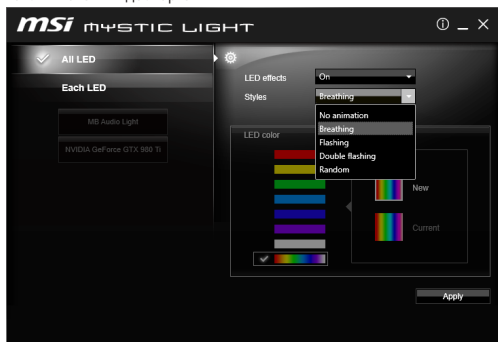 msi MYSTIC LIGHT
All LED
Each LED
MB Audio Light
NVIDIA GeForce GTX 980 Ti
LED effects
On
Styles
Breathing
No animation
Breathing
Flashing
Double flashing
Random
LED color
New
Current
Apply